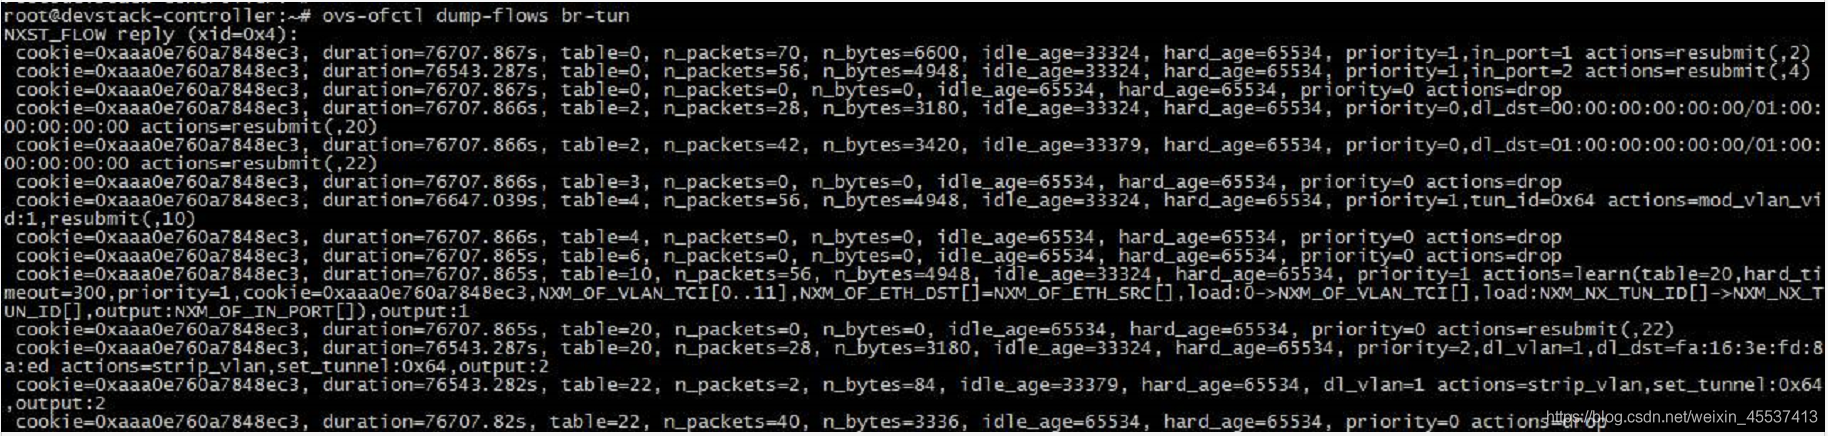 root@devstack-controller:~# ovs-ofctl dump-flows br-tun
NXST_FLOW reply (xid=0x4):
 cookie=0xaaa0e760a7848ec3, duration=76707.867s, table=0, n_packets=70, n_bytes=6600, idle_age=33324, hard_age=65534, priority=1,in_port=1 actions=resubmit(,2)
 cookie=0xaaa0e760a7848ec3, duration=76543.287s, table=0, n_packets=56, n_bytes=4948, idle_age=33324, hard_age=65534, priority=1,in_port=2 actions=resubmit(,4)
 cookie=0xaaa0e760a7848ec3, duration=76707.867s, table=0, n_packets=0, n_bytes=0, idle_age=65534, hard_age=65534, priority=0 actions=drop
 cookie=0xaaa0e760a7848ec3, duration=76707.866s, table=2, n_packets=28, n_bytes=3180, idle_age=33324, hard_age=65534, priority=0,dl_dst=00:00:00:00:00:00/01:00:
00:00:00:00 actions=resubmit(,20)
 cookie=0xaaa0e760a7848ec3, duration=76707.866s, table=2, n_packets=42, n_bytes=3420, idle_age=33379, hard_age=65534, priority=0,dl_dst=01:00:00:00:00:00/01:00:
00:00:00:00 actions=resubmit(,22)
 cookie=0xaaa0e760a7848ec3, duration=76707.866s, table=3, n_packets=0, n_bytes=0, idle_age=65534, hard_age=65534, priority=0 actions=drop
 cookie=0xaaa0e760a7848ec3, duration=76647.039s, table=4, n_packets=56, n_bytes=4948, idle_age=33324, hard_age=65534, priority=1,tun_id=0x64 actions=mod_vlan_vi
d:1,resubmit(,10)
 cookie=0xaaa0e760a7848ec3, duration=76707.866s, table=4, n_packets=0, n_bytes=0, idle_age=65534, hard_age=65534, priority=0 actions=drop
 cookie=0xaaa0e760a7848ec3, duration=76707.865s, table=6, n_packets=0, n_bytes=0, idle_age=65534, hard_age=65534, priority=0 actions=drop
 cookie=0xaaa0e760a7848ec3, duration=76707.865s, table=10, n_packets=56, n_bytes=4948, idle_age=33324, hard_age=65534, priority=1 actions=learn(table=20,hard_ti
meout=300,priority=1,cookie=0xaaa0e760a7848ec3,NXM_OF_VLAN_TCI[0..11],NXM_OF_ETH_DST[]=NXM_OF_ETH_SRC[],load:0->NXM_OF_VLAN_TCI[],load:NXM_NX_TUN_ID[]->NXM_NX_T
UN_ID[],output:NXM_OF_IN_PORT[]),output:1
 cookie=0xaaa0e760a7848ec3, duration=76707.865s, table=20, n_packets=0, n_bytes=0, idle_age=65534, hard_age=65534, priority=0 actions=resubmit(,22)
 cookie=0xaaa0e760a7848ec3, duration=76543.287s, table=20, n_packets=28, n_bytes=3180, idle_age=33324, hard_age=65534, priority=2,dl_vlan=1,dl_dst=fa:16:3e:fd:8
a:ed actions=strip_vlan,set_tunnel:0x64,output:2
 cookie=0xaaa0e760a7848ec3, duration=76543.282s, table=22, n_packets=2, n_bytes=84, idle_age=33379, hard_age=65534, dl_vlan=1 actions=strip_vlan,set_tunnel:0x64
,output:2
 cookie=0xaaa0e760a7848ec3, duration=76707.82s, table=22, n_packets=40, n_bytes=3336, idle_age=33324, hard_age=65534, priority=0 actions=drop
https://blog.csdn.net/weixin_45537413